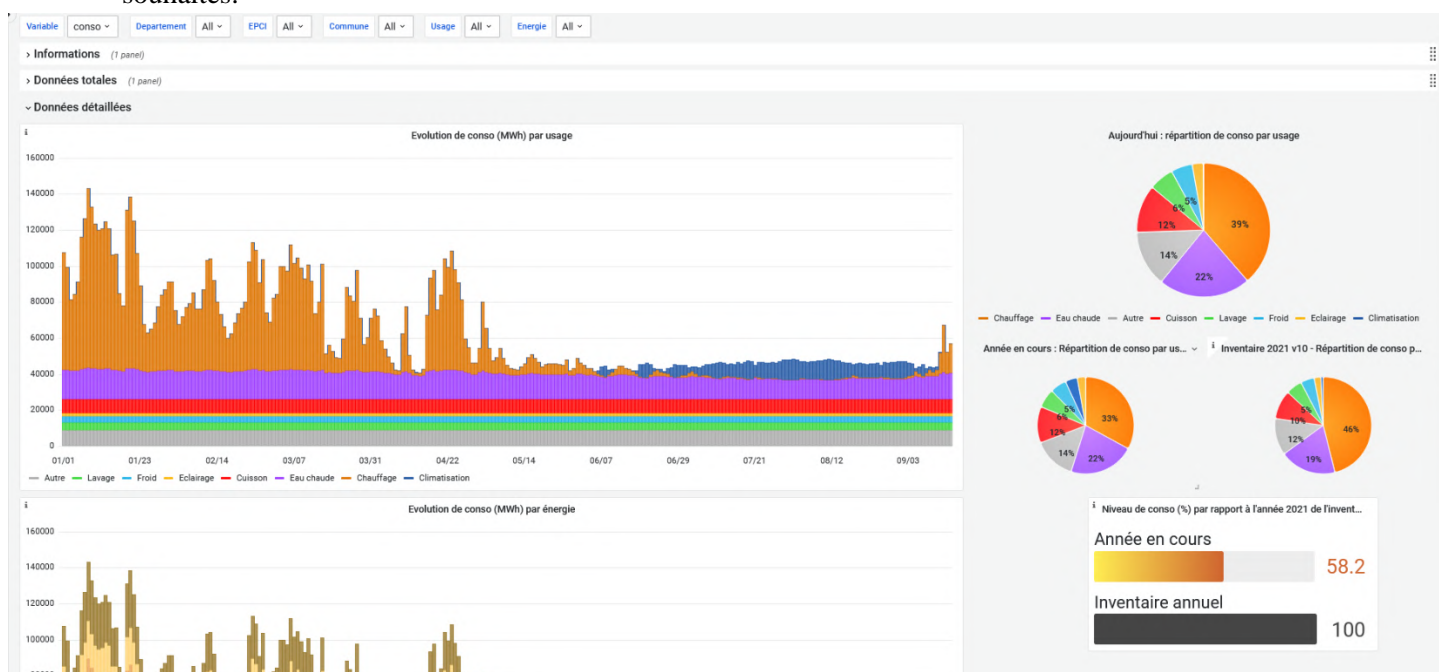 souhaités.
Variable conso Departement All EPCI All Commune All Usage All Energie All
Informations (1 panel)
Données totales (1 panel)
Données détaillées
i
Evolution de conso (MWh) par usage
160000
140000
120000
100000
80000
60000
40000
20000
0
01/01 01/23 02/14 03/07 03/31 04/22 05/14 06/07 06/29 07/21 08/12 09/03
Autre Lavage Froid Eclairage Cuisson Eau chaude Chauffage Climatisation
Aujourd'hui : répartition de conso par usage
5%
6%
12%
39%
14%
22%
Chauffage Eau chaude Autre Cuisson Lavage Froid Eclairage Climatisation
Année en cours : Répartition de conso par us...
5%
6%
12%
33%
14%
22%
i Inventaire 2021 v10 - Répartition de conso p...
5%
10%
12%
46%
19%
i
Evolution de conso (MWh) par énergie
160000
140000
120000
100000
i Niveau de conso (%) par rapport à l'année 2021 de l'invent...
Année en cours
58.2
Inventaire annuel
100